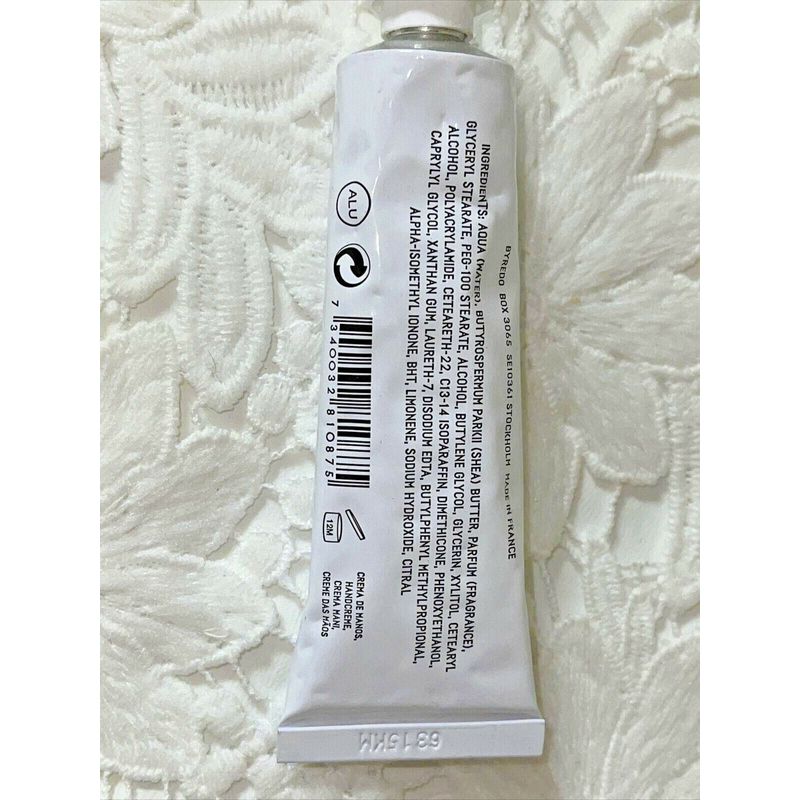 BYREDO BOX 3065 SE10361 STOCKHOLM MADE IN FRANCE
INGREDIENTS: AQUA (WATER), BUTYROSPERMUM PARKII (SHEA) BUTTER, PARFUM (FRAGRANCE),
GLYCERYL STEARATE, PEG-100 STEARATE, ALCOHOL, BUTYLENE GLYCOL, GLYCERIN, XYLITOL, CETEARYL
ALCOHOL, POLYACRYLAMIDE, CETEARETH-22, C13-14 ISOPARAFFIN, DIMETHICONE, PHENOXYETHANOL,
CAPRYLYL GLYCOL, XANTHAN GUM, LAURETH-7, DISODIUM EDTA, BUTYLPHENYL METHYLPROPIONAL,
ALPHA-ISOMETHYL IONONE, BHT, LIMONENE, SODIUM HYDROXIDE, CITRAL
ALU
7 340032 810875
12M
CREMA DE MANOS,
HANDCREME,
CREMA MANI,
CREME DAS MÃOS
6315KM